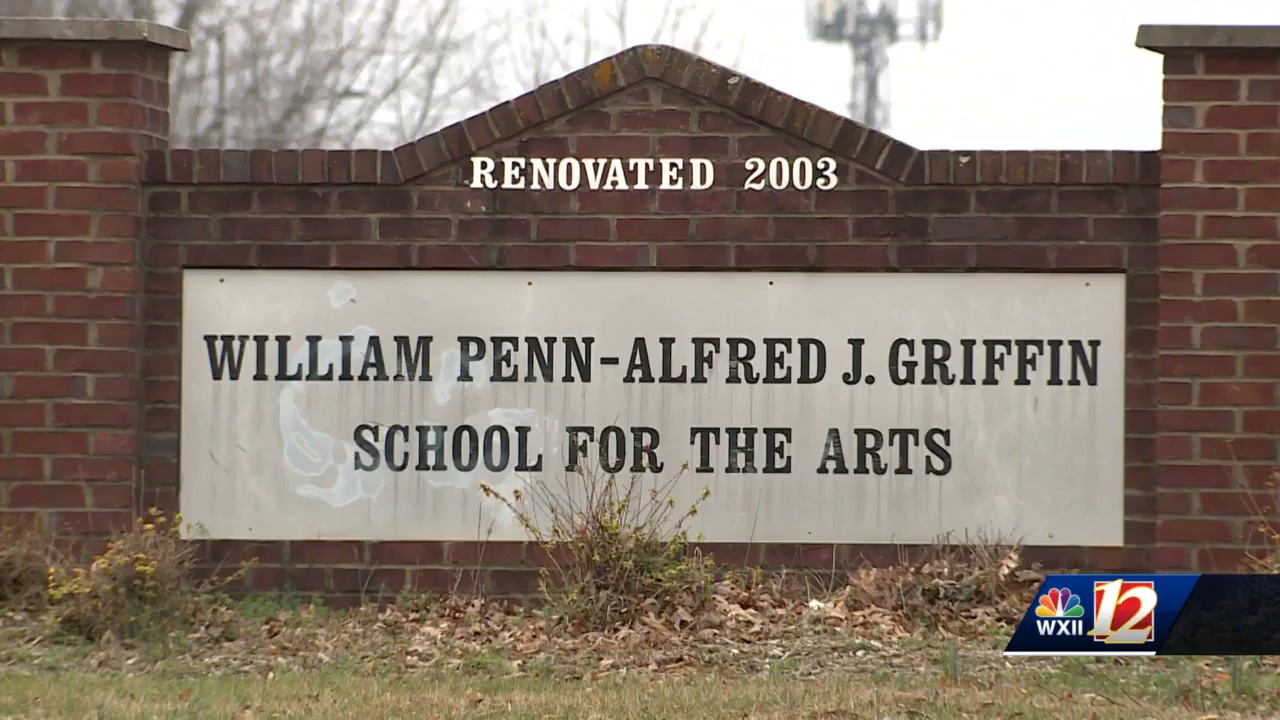 RENOVATED 2003
WILLIAM PENN-ALFRED J. GRIFFIN
SCHOOL FOR THE ARTS
WXII 12